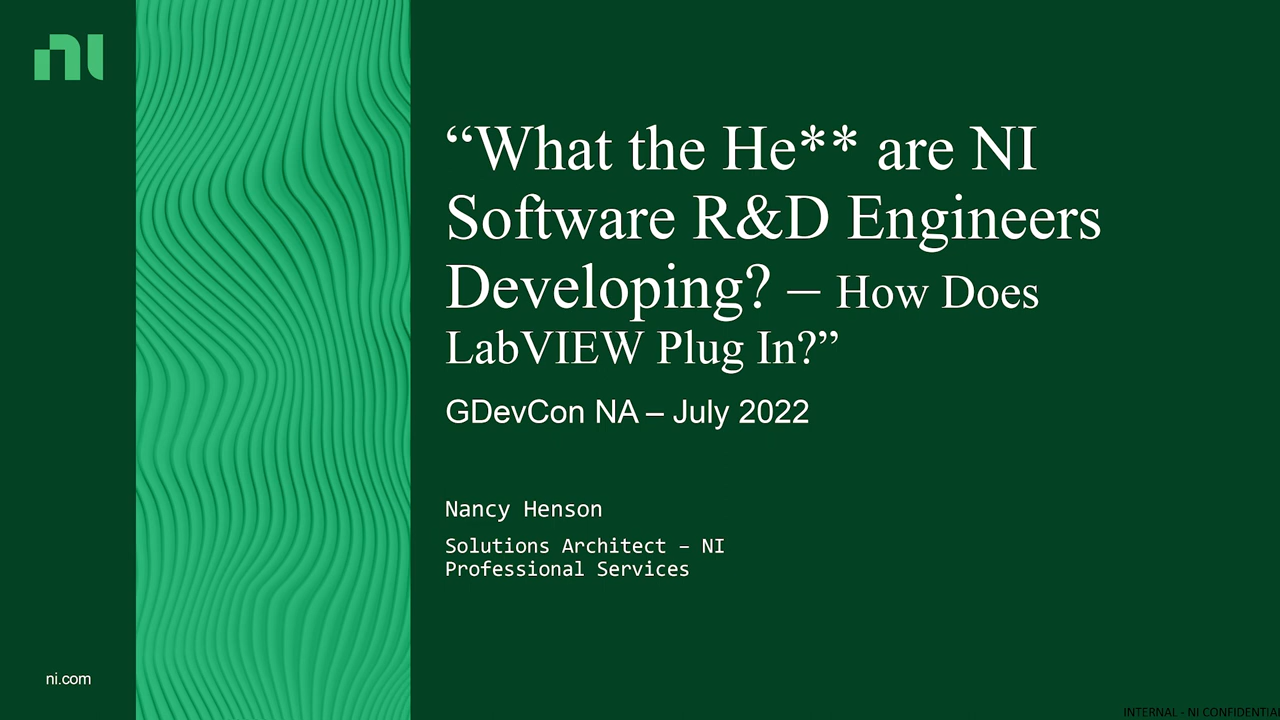 ni
“What the He** are NI
Software R&D Engineers
Developing? – How Does
LabVIEW Plug In?”
GDevCon NA – July 2022
Nancy Henson
Solutions Architect – NI
Professional Services
ni.com
INTERNAL - NI CONFIDENTIAL